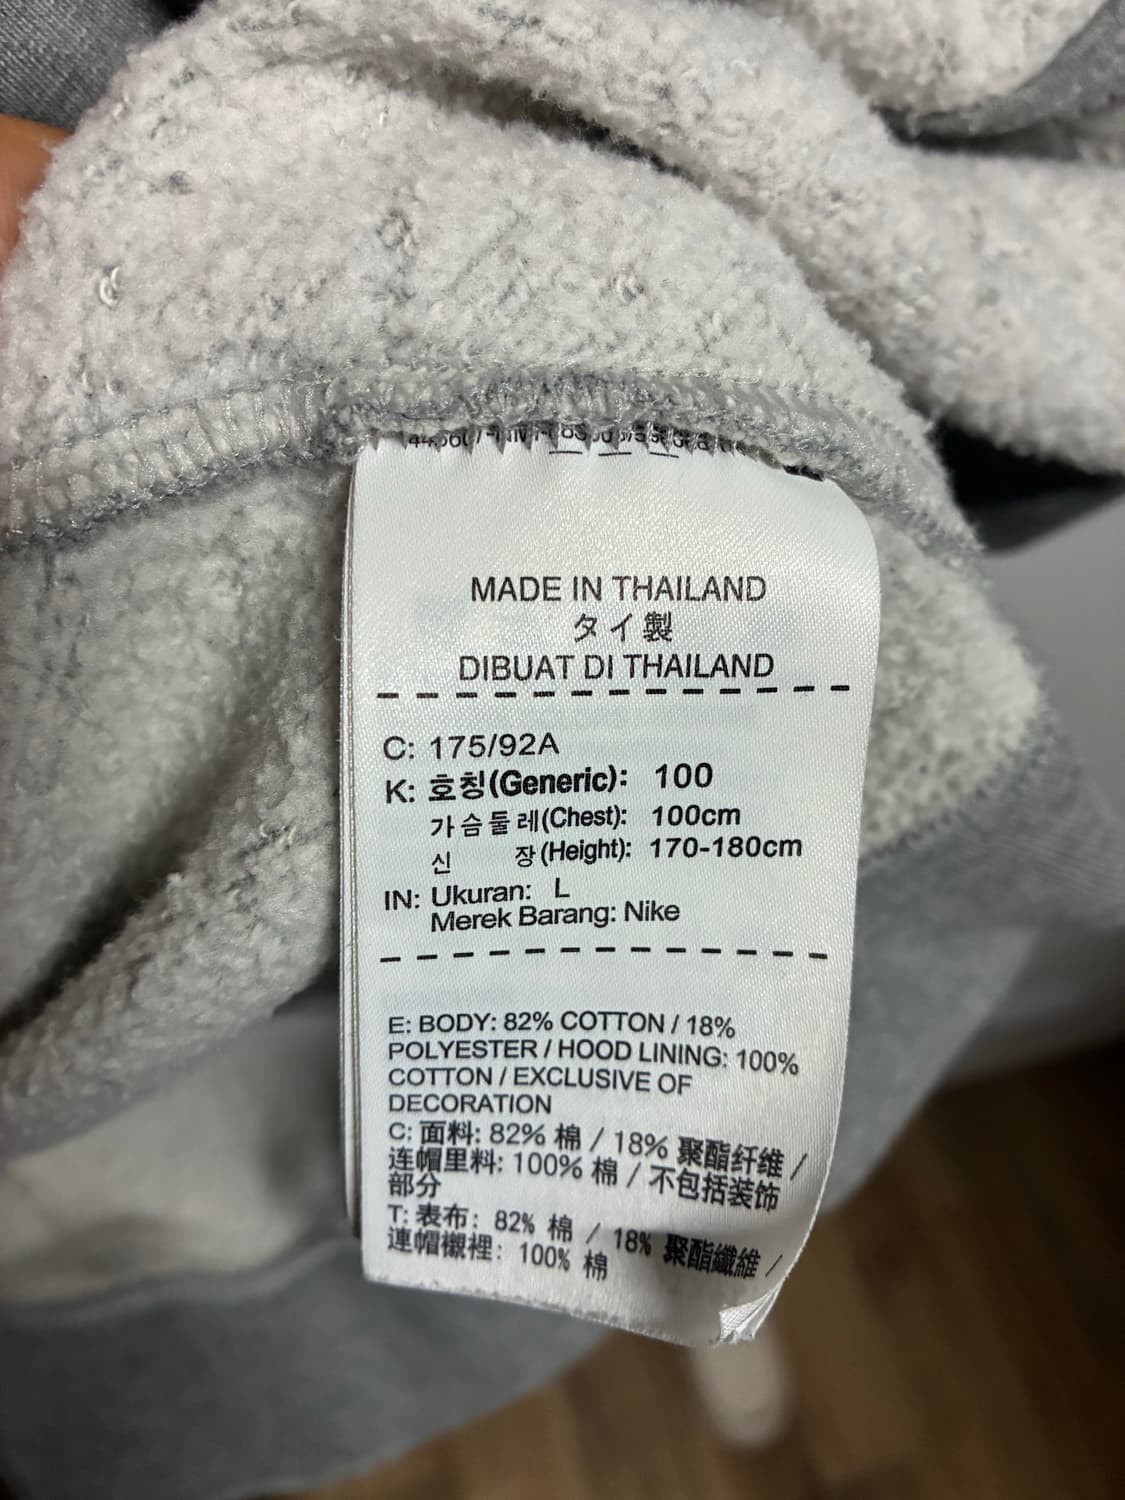 MADE IN THAILAND
タイ製
DIBUAT DI THAILAND
C: 175/92A
K: 호칭(Generic): 100
가슴둘레(Chest): 100cm
신 장(Height): 170-180cm
IN: Ukuran: L
Merek Barang: Nike
E: BODY: 82% COTTON / 18%
POLYESTER / HOOD LINING: 100%
COTTON / EXCLUSIVE OF
DECORATION
C: 面料: 82% 棉 / 18% 聚酯纤维 /
连帽里料: 100% 棉 / 不包括装饰
部分
T: 表布: 82% 棉 / 18% 聚酯纖維 /
連帽襯裡: 100% 棉